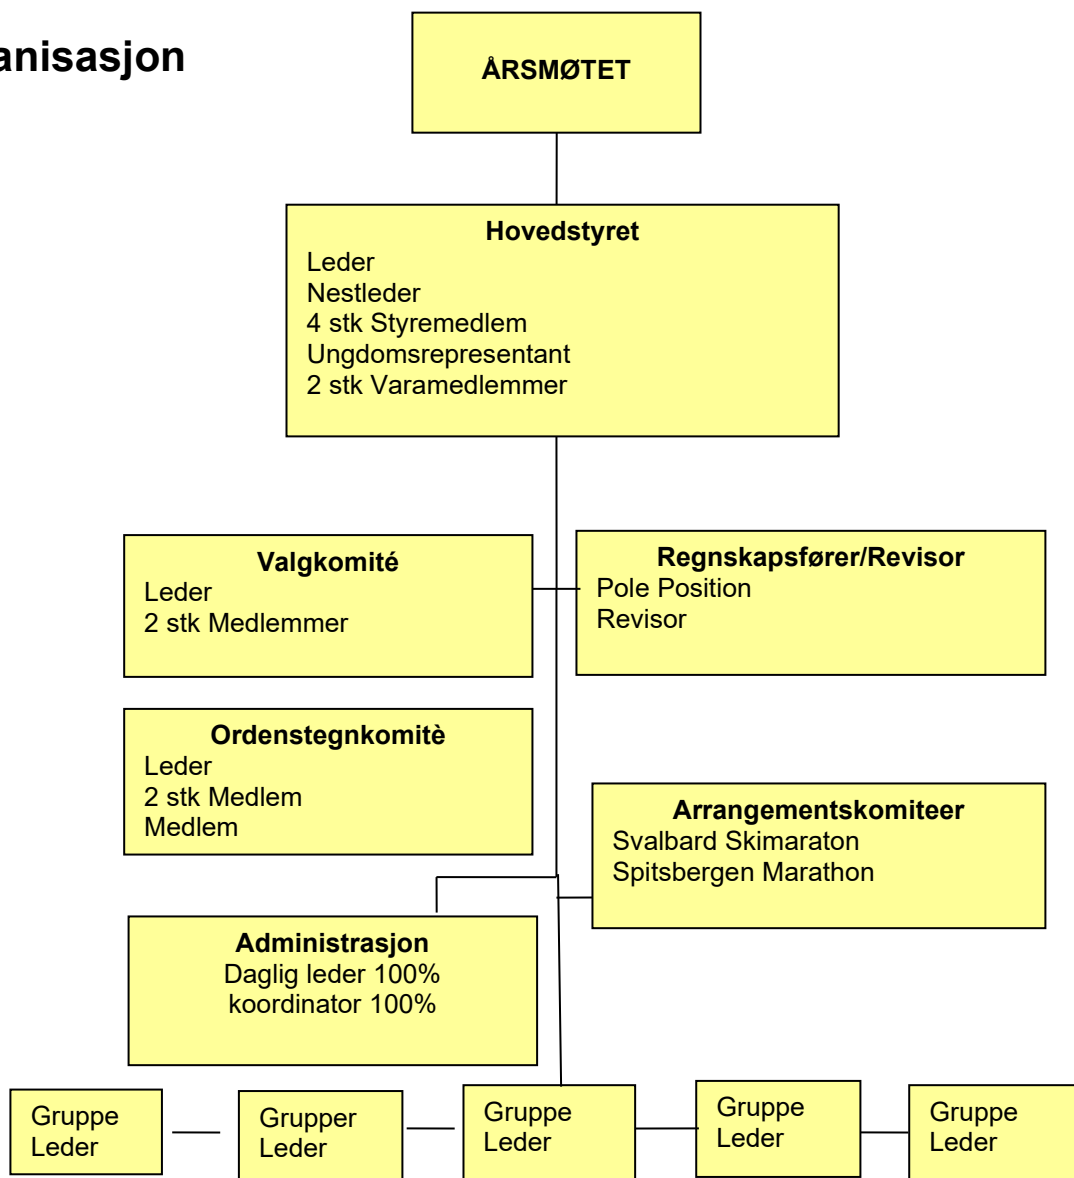 anisasjon
ÅRSMØTET
Hovedstyret
Leder
Nestleder
4 stk Styremedlem
Ungdomsrepresentant
2 stk Varamedlemmer
Valgkomité
Leder
2 stk Medlemmer
Regnskapsfører/Revisor
Pole Position
Revisor
Ordenstegnkomitè
Leder
2 stk Medlem
Medlem
Arrangementskomiteer
Svalbard Skimaraton
Spitsbergen Marathon
Administrasjon
Daglig leder 100%
koordinator 100%
Gruppe
Leder
Grupper
Leder
Gruppe
Leder
Gruppe
Leder
Gruppe
Leder